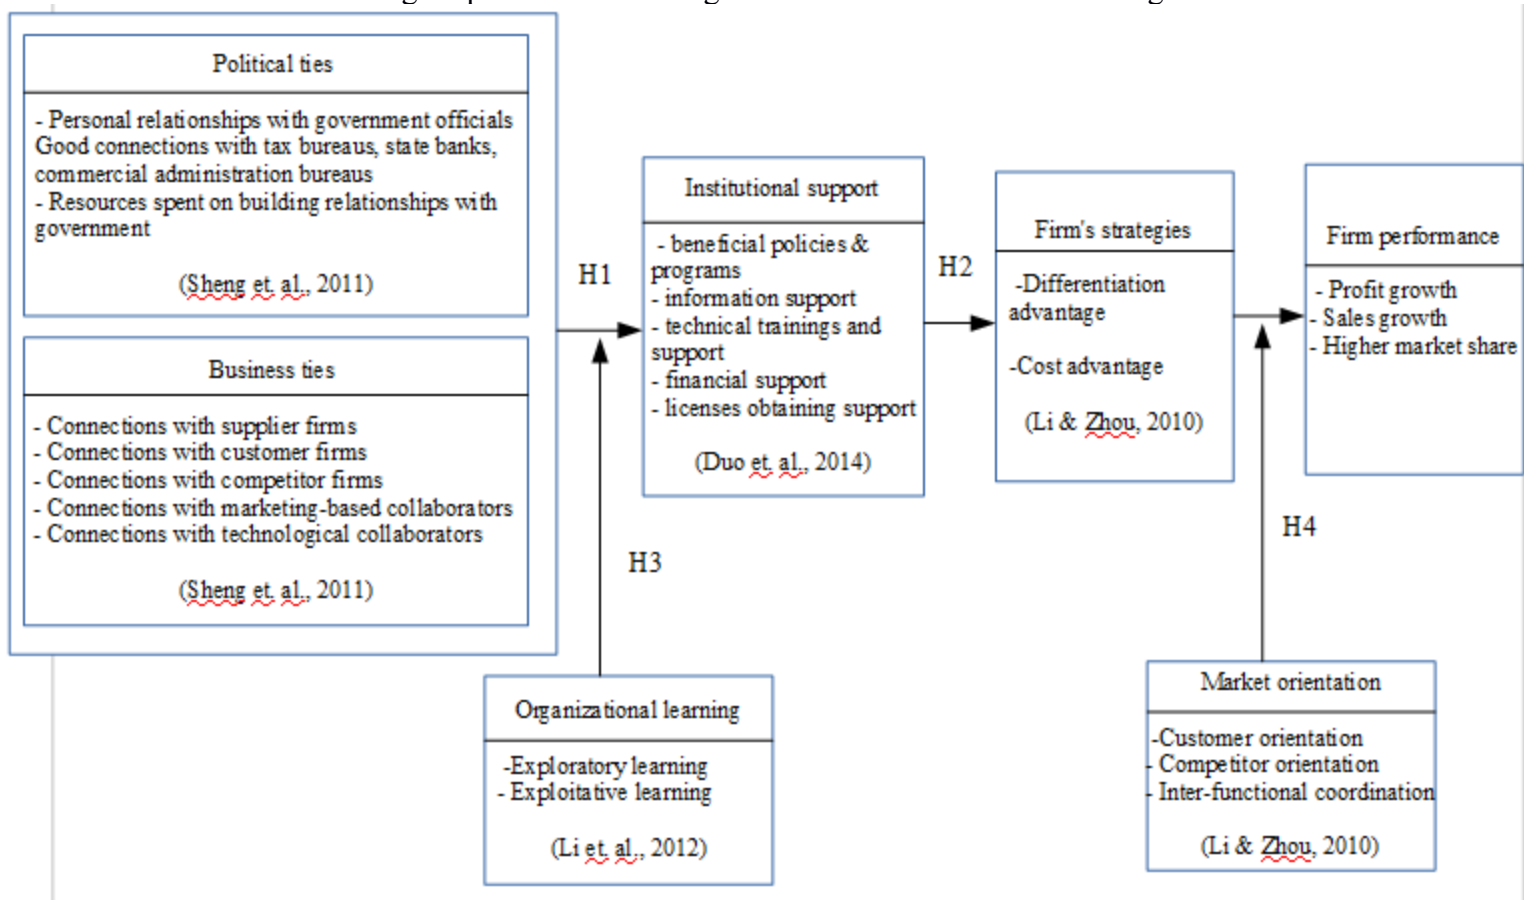 Political ties
- Personal relationships with government officials
Good connections with tax bureaus, state banks,
commercial administration bureaus
- Resources spent on building relationships with
government
(Sheng et. al., 2011)
Business ties
- Connections with supplier firms
- Connections with customer firms
- Connections with competitor firms
- Connections with marketing-based collaborators
- Connections with technological collaborators
(Sheng et. al., 2011)
H1
Institutional support
- beneficial policies &
programs
- information support
- technical trainings and
support
- financial support
- licenses obtaining support
(Duo et. al., 2014)
H2
Firm's strategies
-Differentiation
advantage
-Cost advantage
(Li & Zhou, 2010)
Firm performance
- Profit growth
- Sales growth
- Higher market share
H3
H4
Organizational learning
-Exploratory learning
- Exploitative learning
(Li et. al., 2012)
Market orientation
-Customer orientation
- Competitor orientation
- Inter-functional coordination
(Li & Zhou, 2010)